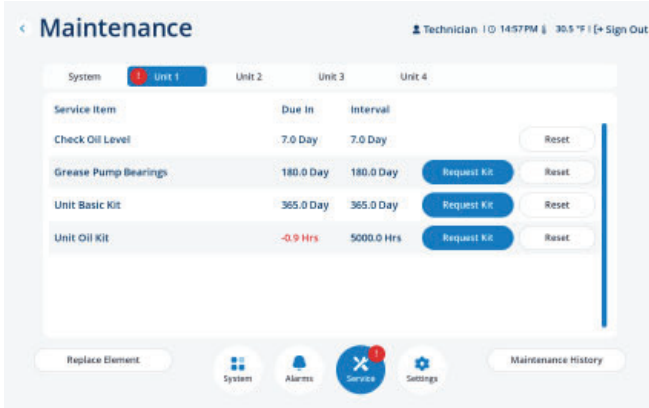 Maintenance
Technician | 14:57 PM 30.5 °F | Sign Out
System ! Unit 1 Unit 2 Unit 3 Unit 4
Service Item Due In Interval
Check Oil Level 7.0 Day 7.0 Day Reset
Grease Pump Bearings 180.0 Day 180.0 Day Request Kit Reset
Unit Basic Kit 365.0 Day 365.0 Day Request Kit Reset
Unit Oil Kit -0.9 Hrs 5000.0 Hrs Request Kit Reset
Replace Element
System
Alarms
! Service
Settings
Maintenance History